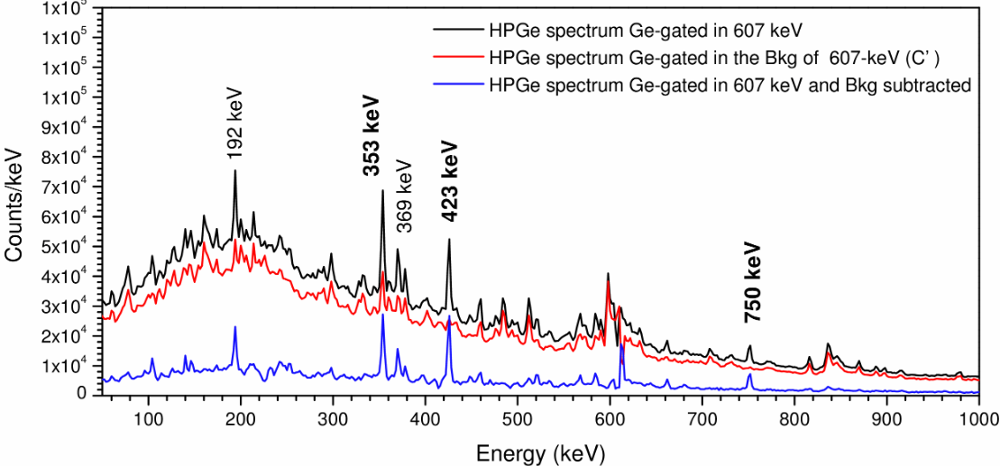 1x10⁵
1x10⁵
1x10⁵
1x10⁵
9x10⁴
8x10⁴
7x10⁴
6x10⁴
5x10⁴
4x10⁴
3x10⁴
2x10⁴
1x10⁴
0
Counts/keV
HPGe spectrum Ge-gated in 607 keV
HPGe spectrum Ge-gated in the Bkg of 607-keV (C' )
HPGe spectrum Ge-gated in 607 keV and Bkg subtracted
192 keV
353 keV
369 keV
423 keV
750 keV
100 200 300 400 500 600 700 800 900 1000
Energy (keV)